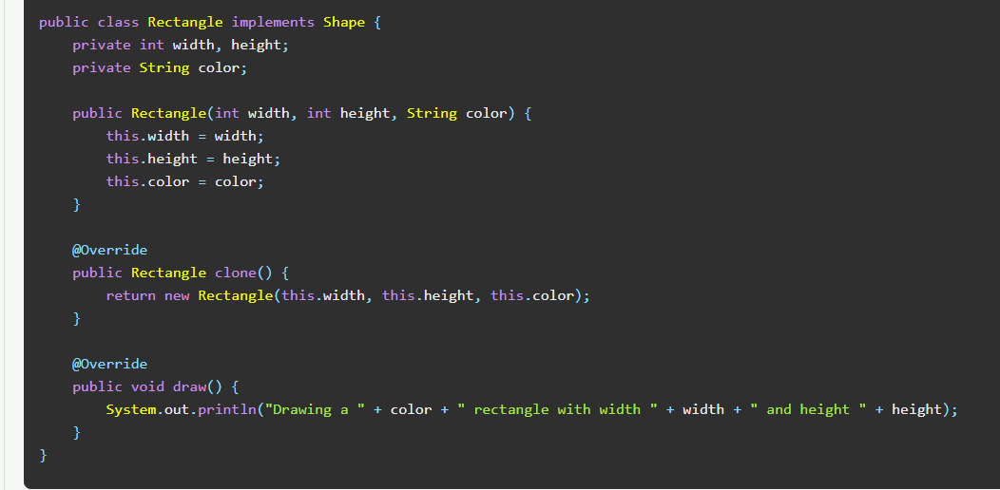 public class Rectangle implements Shape {
    private int width, height;
    private String color;

    public Rectangle(int width, int height, String color) {
        this.width = width;
        this.height = height;
        this.color = color;
    }

    @Override
    public Rectangle clone() {
        return new Rectangle(this.width, this.height, this.color);
    }

    @Override
    public void draw() {
        System.out.println("Drawing a " + color + " rectangle with width " + width + " and height " + height);
    }
}